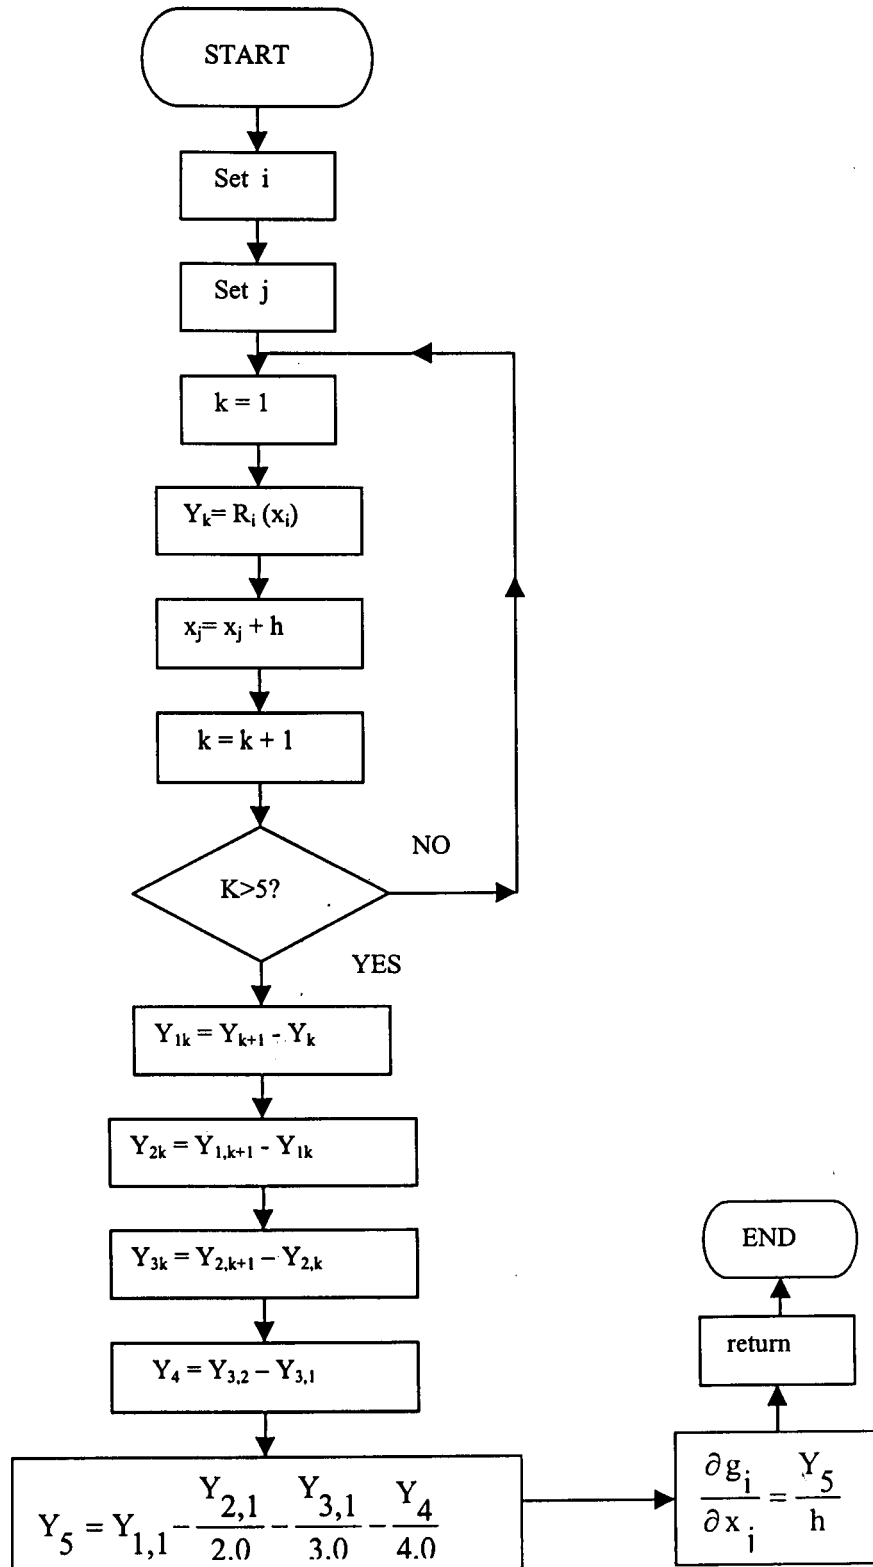 START
Set i
Set j
k = 1
Yₖ= Rᵢ (xᵢ)
xⱼ= xⱼ + h
k = k + 1
K>5?
NO
YES
Y₁ₖ = Yₖ₊₁ - Yₖ
Y₂ₖ = Y₁,ₖ₊₁ - Y₁ₖ
Y₃ₖ = Y₂,ₖ₊₁ – Y₂,ₖ
Y₄ = Y₃,₂ – Y₃,₁
Y₅ = Y₁,₁ - Y₂,₁/2.0 - Y₃,₁/3.0 - Y₄/4.0
∂gᵢ/∂xⱼ = Y₅/h
return
END